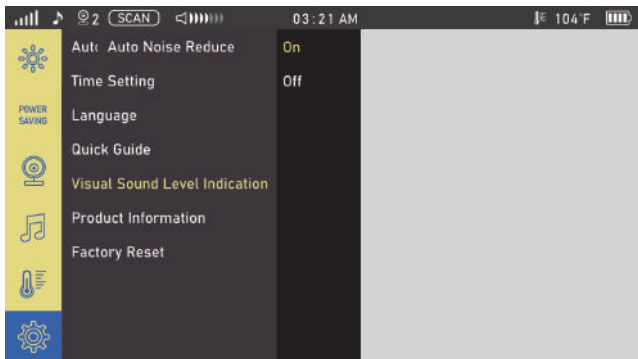 2 SCAN 03:21 AM 104°F
Auto Auto Noise Reduce On
Time Setting Off
POWER
SAVING
Language
Quick Guide
Visual Sound Level Indication
Product Information
Factory Reset